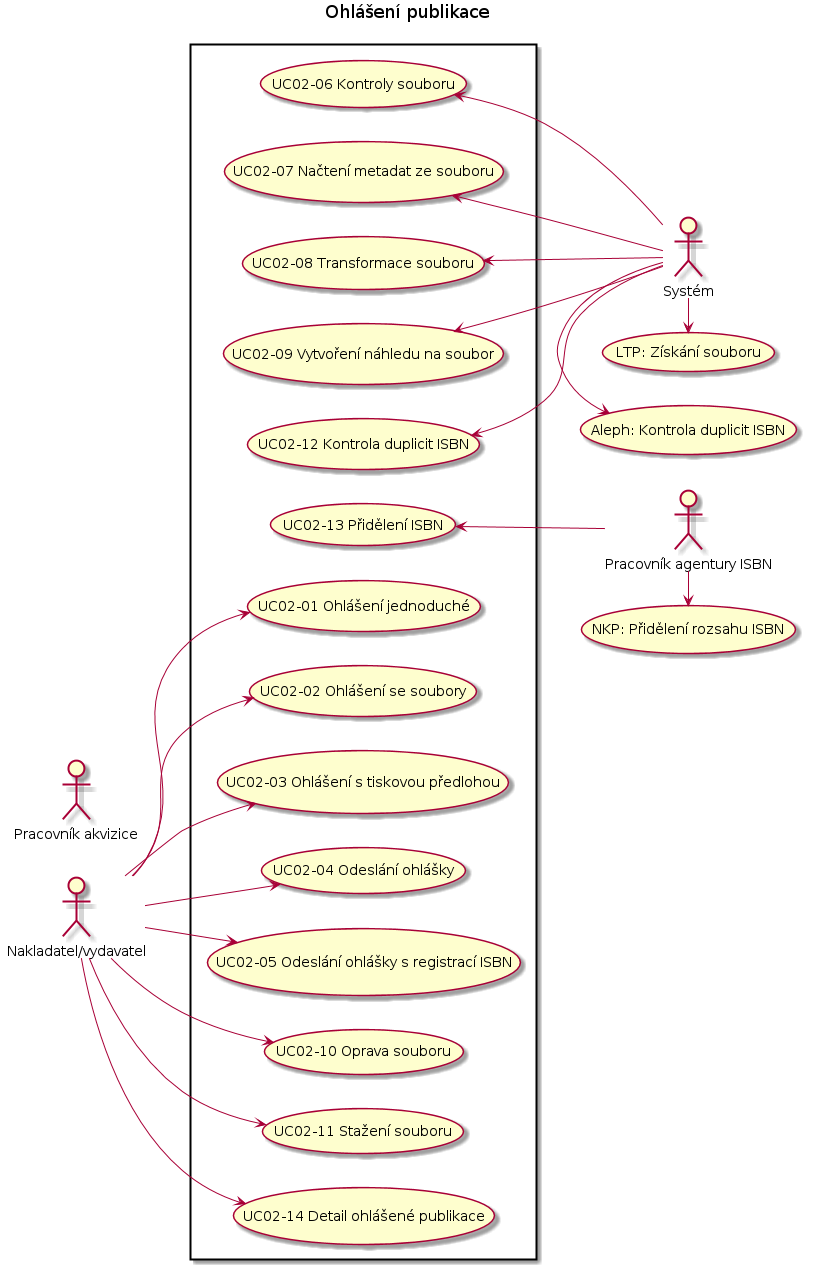 Ohlášení publikace
UC02-06 Kontroly souboru
UC02-07 Načtení metadat ze souboru
UC02-08 Transformace souboru
Systém
UC02-09 Vytvoření náhledu na soubor
LTP: Získání souboru
UC02-12 Kontrola duplicit ISBN
Aleph: Kontrola duplicit ISBN
UC02-13 Přidělení ISBN
Pracovník agentury ISBN
UC02-01 Ohlášení jednoduché
NKP: Přidělení rozsahu ISBN
UC02-02 Ohlášení se soubory
UC02-03 Ohlášení s tiskovou předlohou
Pracovník akvizice
UC02-04 Odeslání ohlášky
Nakladatel/vydavatel
UC02-05 Odeslání ohlášky s registrací ISBN
UC02-10 Oprava souboru
UC02-11 Stažení souboru
UC02-14 Detail ohlášené publikace